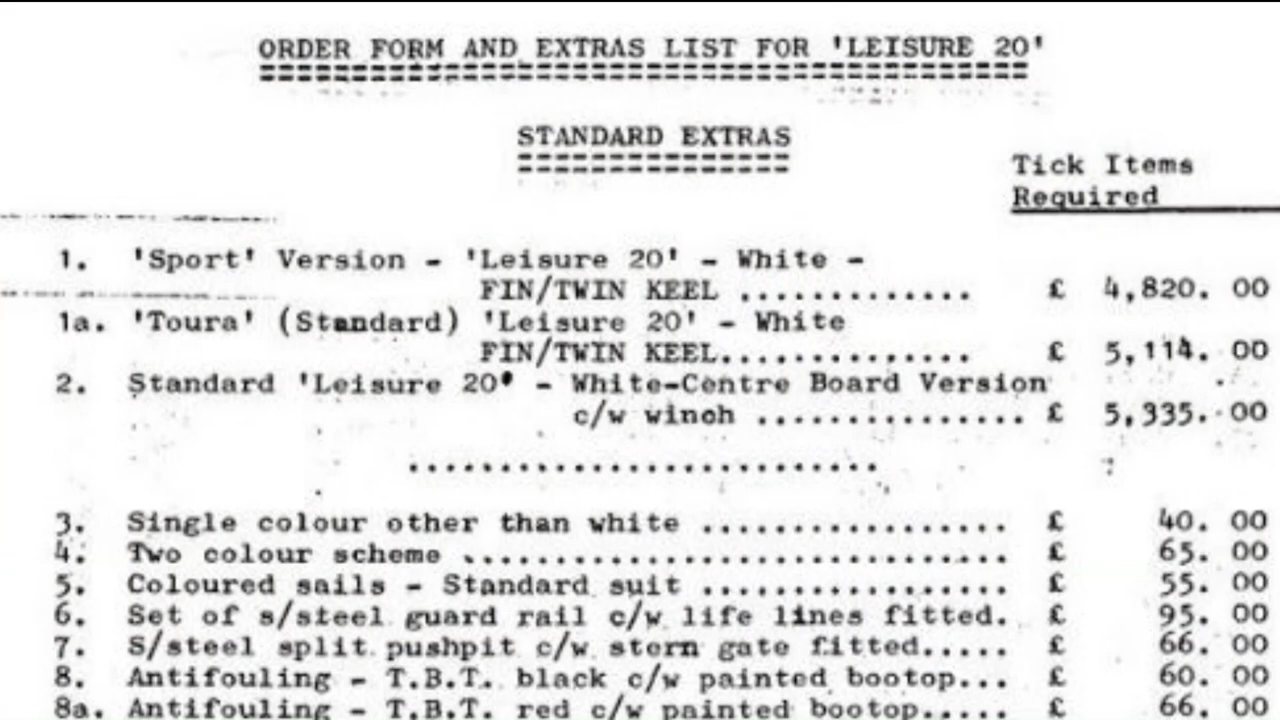 ORDER FORM AND EXTRAS LIST FOR 'LEISURE 20'
STANDARD EXTRAS
Tick Items
Required
1. 'Sport' Version - 'Leisure 20' - White -
FIN/TWIN KEEL ............. £ 4,820. 00
1a. 'Toura' (Standard) 'Leisure 20' - White
FIN/TWIN KEEL.............. £ 5,114. 00
2. Standard 'Leisure 20' - White-Centre Board Version
c/w winch ............... £ 5,335. 00
..........................
3. Single colour other than white ................. £ 40. 00
4. Two colour scheme .............................. £ 65. 00
5. Coloured sails - Standard suit ................. £ 55. 00
6. Set of s/steel guard rail c/w life lines fitted. £ 95. 00
7. S/steel split pushpit c/w stern gate fitted..... £ 66. 00
8. Antifouling - T.B.T. black c/w painted bootop... £ 60. 00
8a. Antifouling - T.B.T. red c/w painted bootop..... £ 66. 00